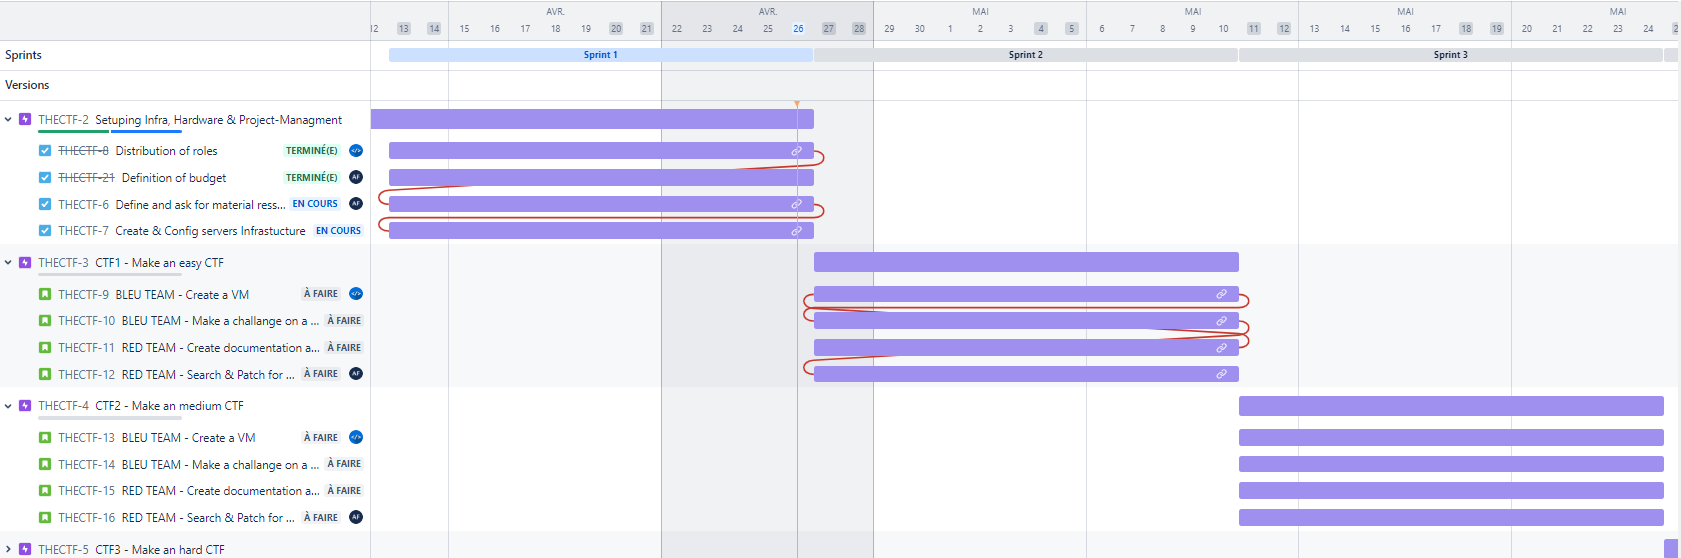 AVR. AVR. MAI MAI MAI MAI
12 13 14 15 16 17 18 19 20 21 22 23 24 25 26 27 28 29 30 1 2 3 4 5 6 7 8 9 10 11 12 13 14 15 16 17 18 19 20 21 22 23 24
Sprints Sprint 1 Sprint 2 Sprint 3
Versions
THECTF-2 Setuping Infra, Hardware & Project-Managment
THECTF-8 Distribution of roles TERMINÉ(E) </>
THECTF-21 Definition of budget TERMINÉ(E) AF
THECTF-6 Define and ask for material ress... EN COURS AF
THECTF-7 Create & Config servers Infrastucture EN COURS
THECTF-3 CTF1 - Make an easy CTF
THECTF-9 BLEU TEAM - Create a VM À FAIRE </>
THECTF-10 BLEU TEAM - Make a challange on a ... À FAIRE
THECTF-11 RED TEAM - Create documentation a... À FAIRE
THECTF-12 RED TEAM - Search & Patch for ... À FAIRE AF
THECTF-4 CTF2 - Make an medium CTF
THECTF-13 BLEU TEAM - Create a VM À FAIRE </>
THECTF-14 BLEU TEAM - Make a challange on a ... À FAIRE
THECTF-15 RED TEAM - Create documentation a... À FAIRE
THECTF-16 RED TEAM - Search & Patch for ... À FAIRE AF
THECTF-5 CTF3 - Make an hard CTF